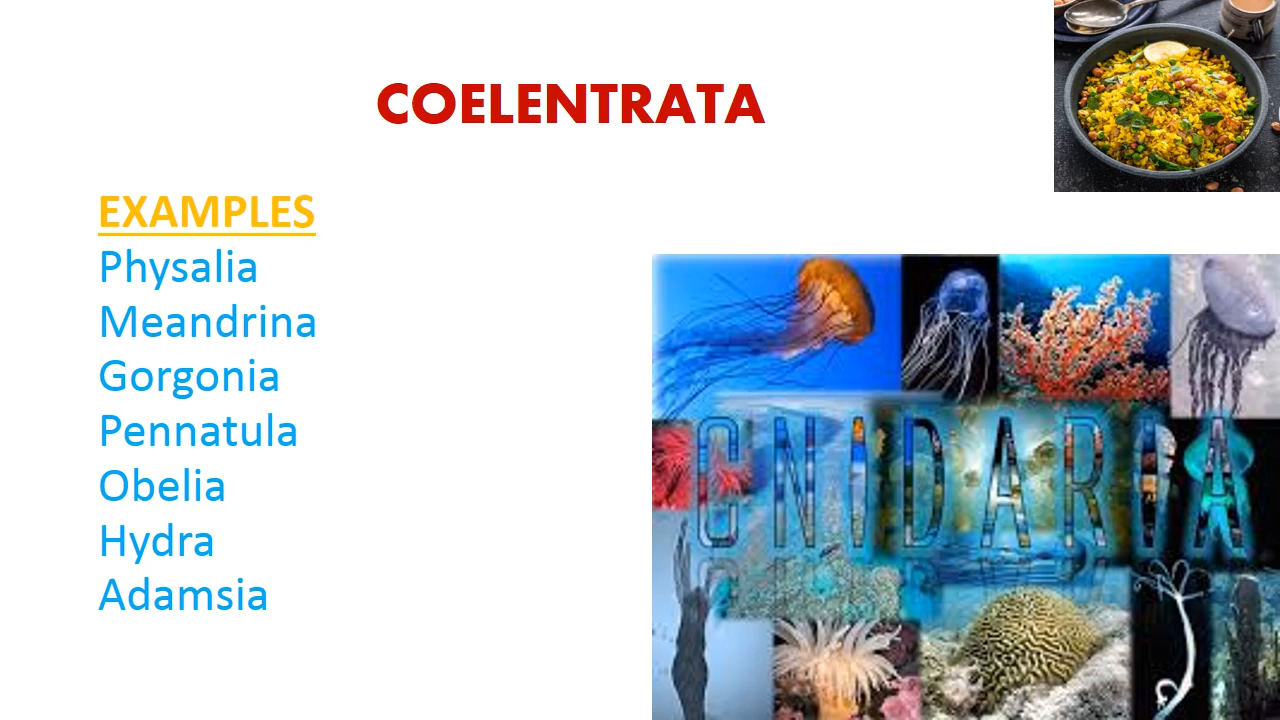 COELENTRATA
EXAMPLES
Physalia
Meandrina
Gorgonia
Pennatula
Obelia
Hydra
Adamsia
CNIDARIA